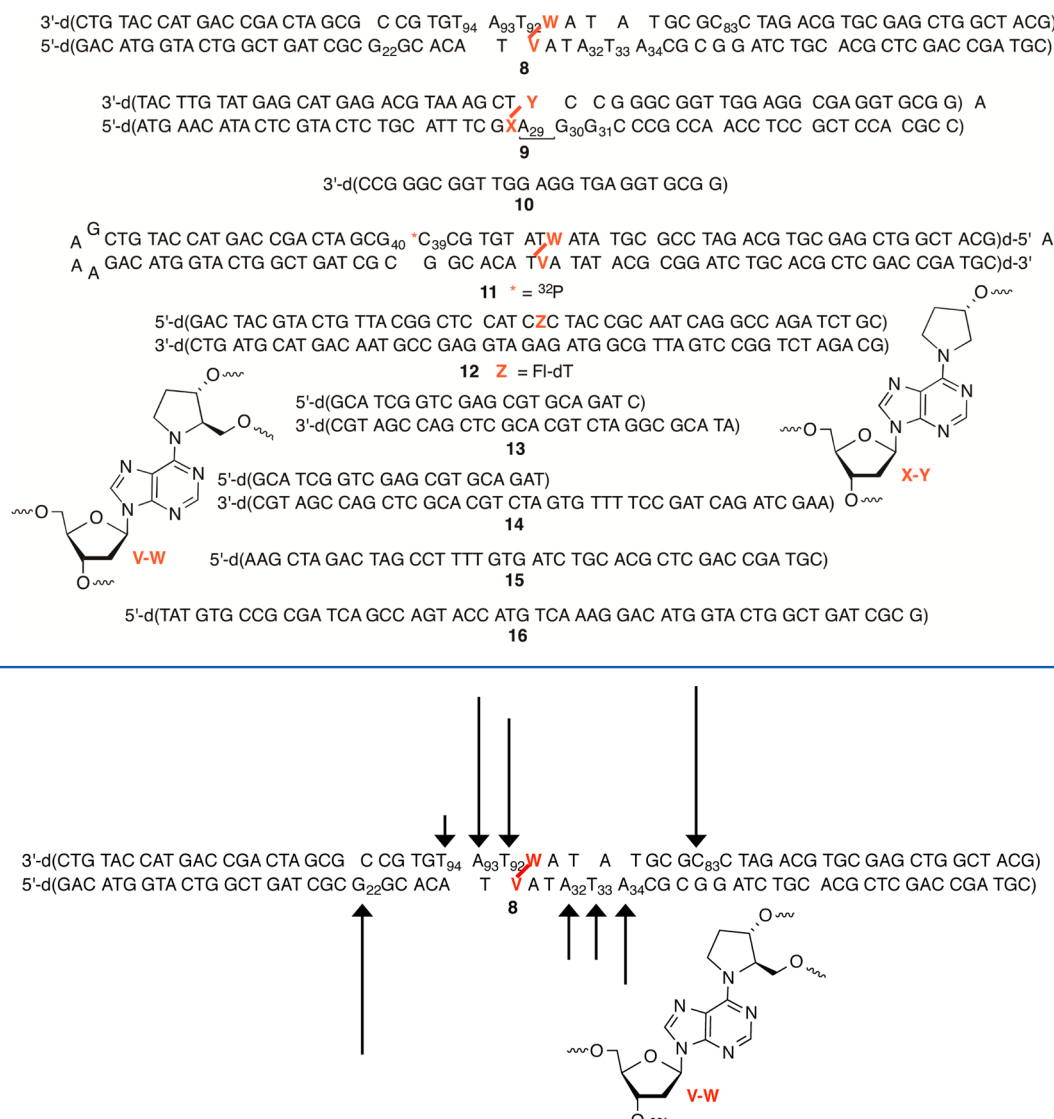 3'-d(CTG TAC CAT GAC CGA CTA GCG C CG TGT94 A93T92W A T A T GC GC83C TAG ACG TGC GAG CTG GCT ACG)
5'-d(GAC ATG GTA CTG GCT GAT CGC G22GC ACA T V A T A32T33 A34CG C G G ATC TGC ACG CTC GAC CGA TGC)
8
3'-d(TAC TTG TAT GAG CAT GAG ACG TAA AG CT Y C C G GGC GGT TGG AGG CGA GGT GCG G) A
5'-d(ATG AAC ATA CTC GTA CTC TGC ATT TC GXA29 G30G31C CCG CCA ACC TCC GCT CCA CGC C)
9
3'-d(CCG GGC GGT TGG AGG TGA GGT GCG G)
10
A G CTG TAC CAT GAC CGA CTA GCG40 *C39CG TGT ATW ATA TGC GCC TAG ACG TGC GAG CTG GCT ACG)d-5' A
A A GAC ATG GTA CTG GCT GAT CG C G GC ACA TVA TAT ACG CGG ATC TGC ACG CTC GAC CGA TGC)d-3'
11 * = 32P
5'-d(GAC TAC GTA CTG TTA CGG CTC CAT CZC TAC CGC AAT CAG GCC AGA TCT GC)
3'-d(CTG ATG CAT GAC AAT GCC GAG GTA GAG ATG GCG TTA GTC CGG TCT AGA CG)
12 Z = Fl-dT
5'-d(GCA TCG GTC GAG CGT GCA GAT C)
3'-d(CGT AGC CAG CTC GCA CGT CTA GGC GCA TA)
13
5'-d(GCA TCG GTC GAG CGT GCA GAT)
3'-d(CGT AGC CAG CTC GCA CGT CTA GTG TTT TCC GAT CAG ATC GAA)
14
5'-d(AAG CTA GAC TAG CCT TTT GTG ATC TGC ACG CTC GAC CGA TGC)
15
5'-d(TAT GTG CCG CGA TCA GCC AGT ACC ATG TCA AAG GAC ATG GTA CTG GCT GAT CGC G)
16
O
O
N
N
N
N
N
O
O
O
V-W
O
N
N
N
N
N
O
O
O
X-Y
3'-d(CTG TAC CAT GAC CGA CTA GCG C CG TGT94 A93T92W A T A T GC GC83C TAG ACG TGC GAG CTG GCT ACG)
5'-d(GAC ATG GTA CTG GCT GAT CGC G22GC ACA T V A T A32T33 A34CG C G G ATC TGC ACG CTC GAC CGA TGC)
8
O
O
N
N
N
N
N
O
O
O
V-W